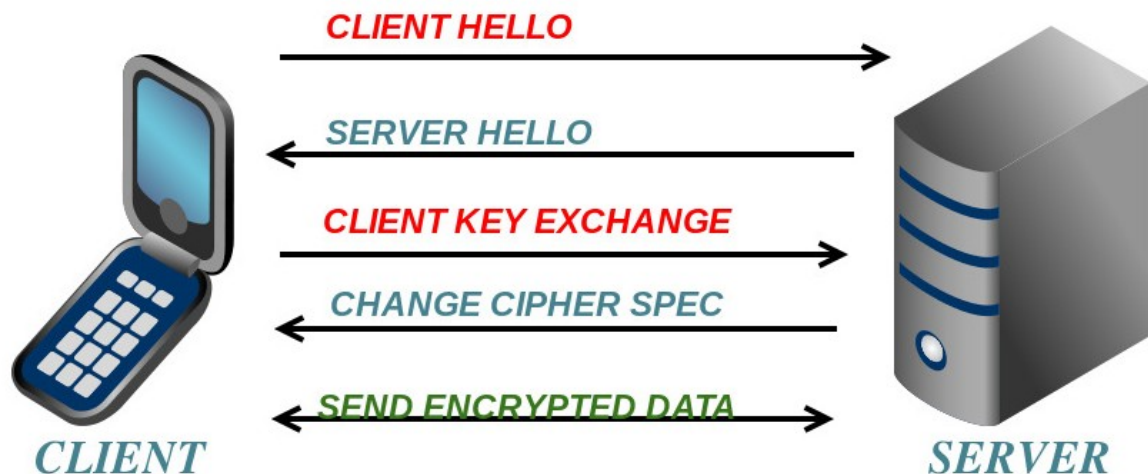 CLIENT HELLO
SERVER HELLO
CLIENT KEY EXCHANGE
CHANGE CIPHER SPEC
SEND ENCRYPTED DATA
CLIENT
SERVER